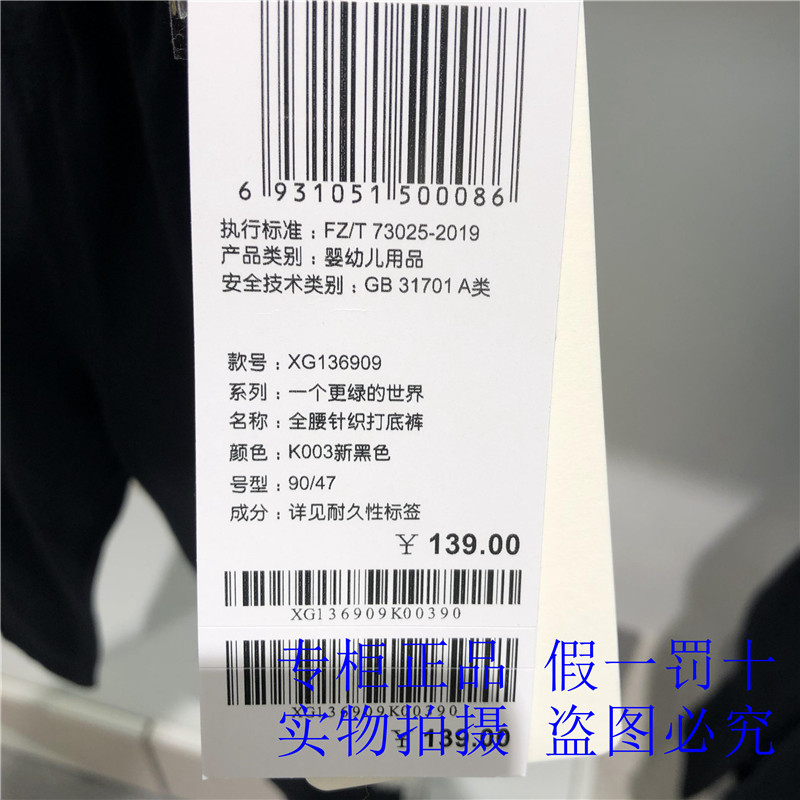 6 931051 500086
执行标准：FZ/T 73025-2019
产品类别：婴幼儿用品
安全技术类别：GB 31701 A类
款号：XG136909
系列：一个更绿的世界
名称：全腰针织打底裤
颜色：K003新黑色
号型：90/47
成分：详见耐久性标签
¥ 139.00
XG136909K00390
专柜正品 假一罚十
XG136909K00390
实物拍摄 盗图必究
¥ 139.00